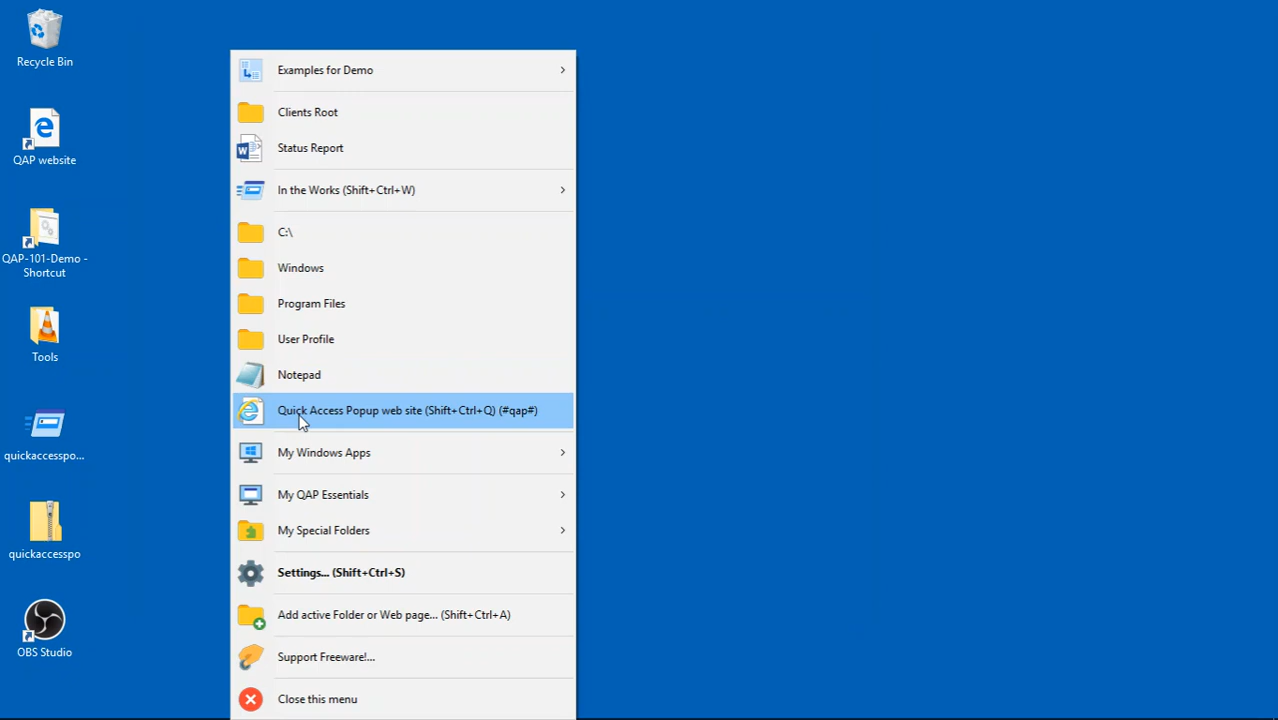 Recycle Bin
QAP website
QAP-101-Demo -
Shortcut
Tools
quickaccesspo...
quickaccesspo
OBS Studio
Examples for Demo
Clients Root
Status Report
In the Works (Shift+Ctrl+W)
C:\
Windows
Program Files
User Profile
Notepad
Quick Access Popup web site (Shift+Ctrl+Q) (#qap#)
My Windows Apps
My QAP Essentials
My Special Folders
Settings... (Shift+Ctrl+S)
Add active Folder or Web page... (Shift+Ctrl+A)
Support Freeware!...
Close this menu